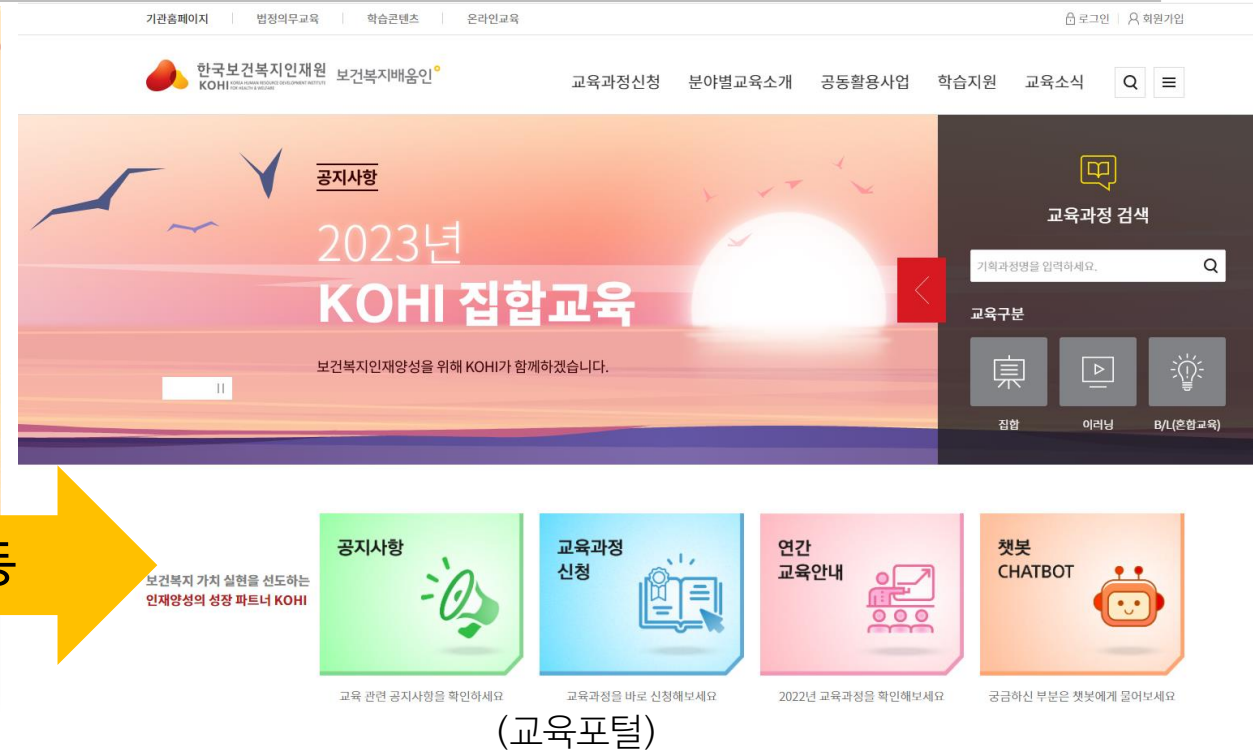 기관홈페이지 법정의무교육 학습콘텐츠 온라인교육 로그인 회원가입
한국보건복지인재원 보건복지배움인
KOHI KOREA HUMAN RESOURCE DEVELOPMENT INSTITUTE FOR HEALTH & WELFARE
교육과정신청 분야별교육소개 공동활용사업 학습지원 교육소식
공지사항
2023년
KOHI 집합교육
보건복지인재양성을 위해 KOHI가 함께하겠습니다.
교육과정 검색
기획과정명을 입력하세요.
교육구분
집합 이러닝 B/L(혼합교육)
보건복지 가치 실현을 선도하는
인재양성의 성장 파트너 KOHI
공지사항
교육 관련 공지사항을 확인하세요
교육과정
신청
교육과정을 바로 신청해보세요
연간
교육안내
2022년 교육과정을 확인해보세요
챗봇
CHATBOT
궁금하신 부분은 챗봇에게 물어보세요
(교육포털)